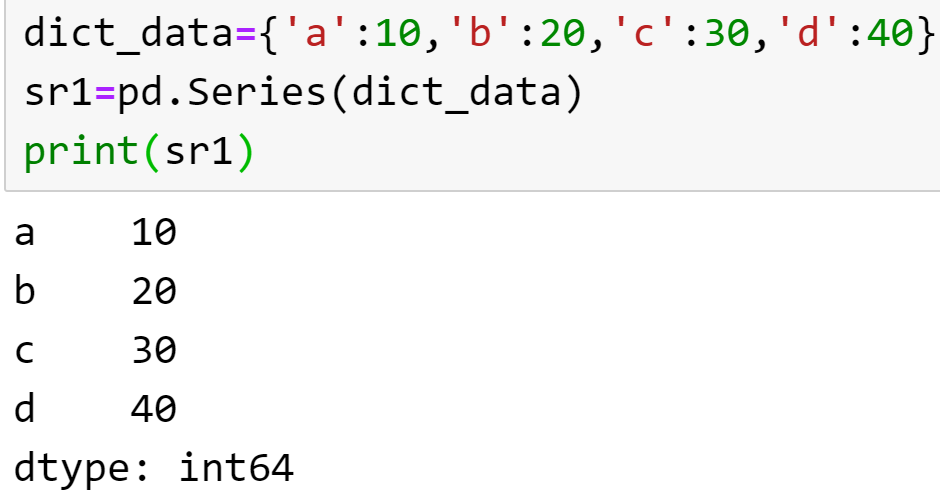 dict_data={'a':10,'b':20,'c':30,'d':40}
sr1=pd.Series(dict_data)
print(sr1)
a    10
b    20
c    30
d    40
dtype: int64